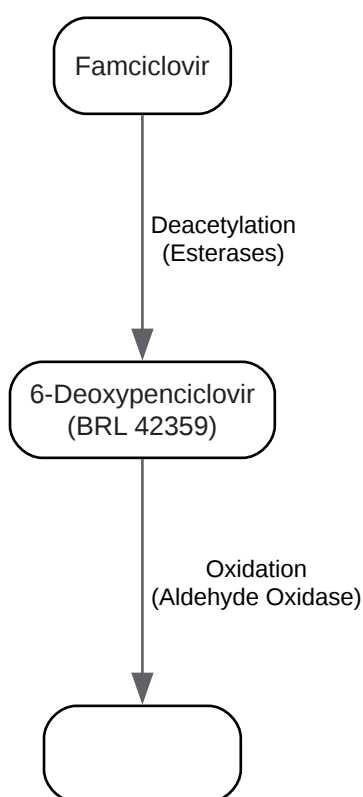 Famciclovir
Deacetylation
(Esterases)
6-Deoxypenciclovir
(BRL 42359)
Oxidation
(Aldehyde Oxidase)